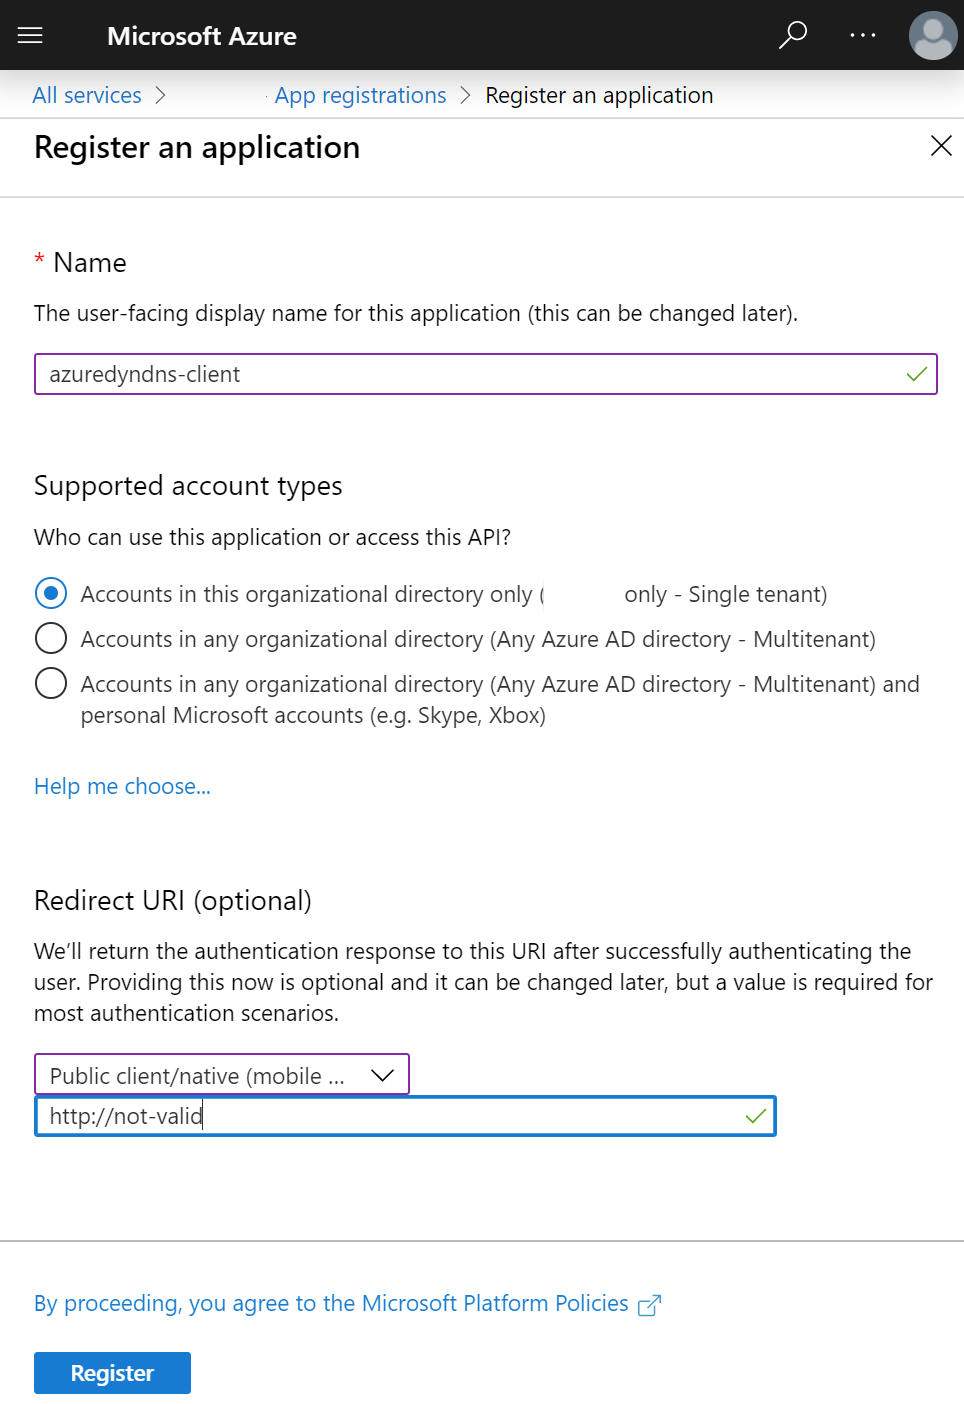 Microsoft Azure
All services > App registrations > Register an application
Register an application
* Name
The user-facing display name for this application (this can be changed later).
azuredyndns-client
Supported account types
Who can use this application or access this API?
Accounts in this organizational directory only ( only - Single tenant)
Accounts in any organizational directory (Any Azure AD directory - Multitenant)
Accounts in any organizational directory (Any Azure AD directory - Multitenant) and
personal Microsoft accounts (e.g. Skype, Xbox)
Help me choose...
Redirect URI (optional)
We'll return the authentication response to this URI after successfully authenticating the
user. Providing this now is optional and it can be changed later, but a value is required for
most authentication scenarios.
Public client/native (mobile ...
http://not-valid
By proceeding, you agree to the Microsoft Platform Policies
Register